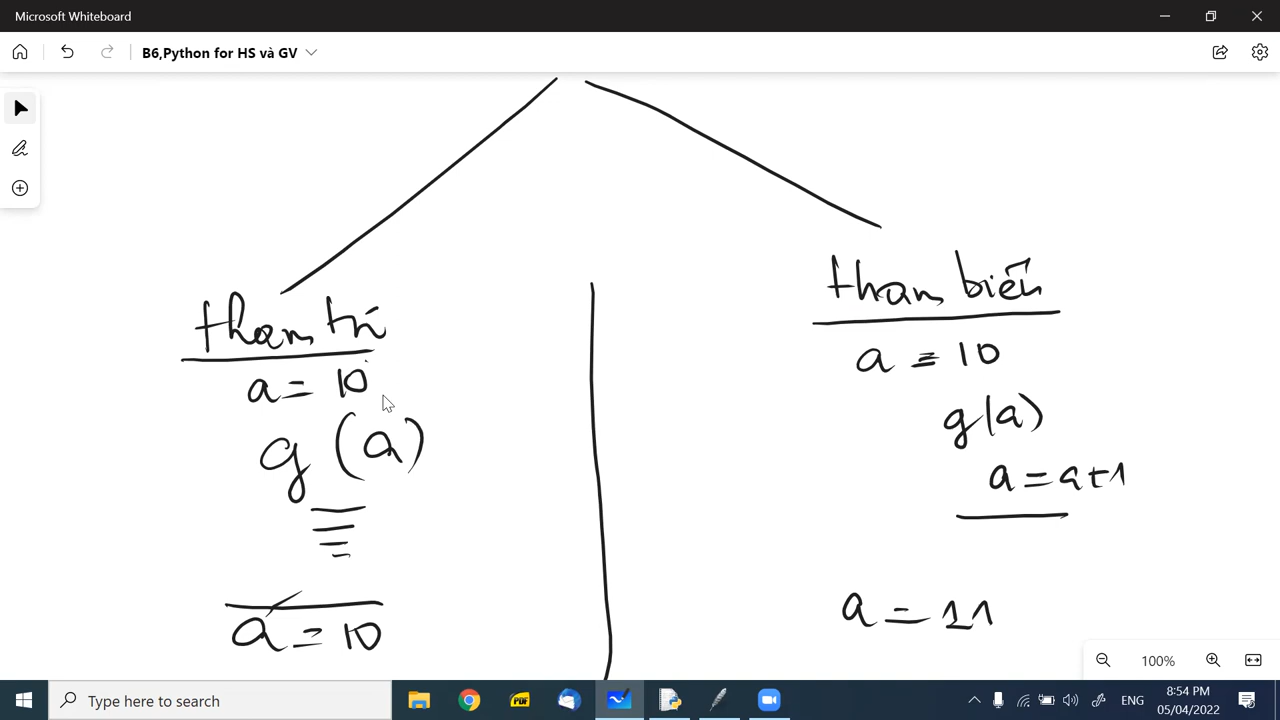 Microsoft Whiteboard
B6,Python for HS và GV
tham trị
a = 10
g (a)
a = 10
tham biến
a = 10
g(a)
a = a+1
a = 11
100%
Type here to search
PDF
ENG
8:54 PM
05/04/2022